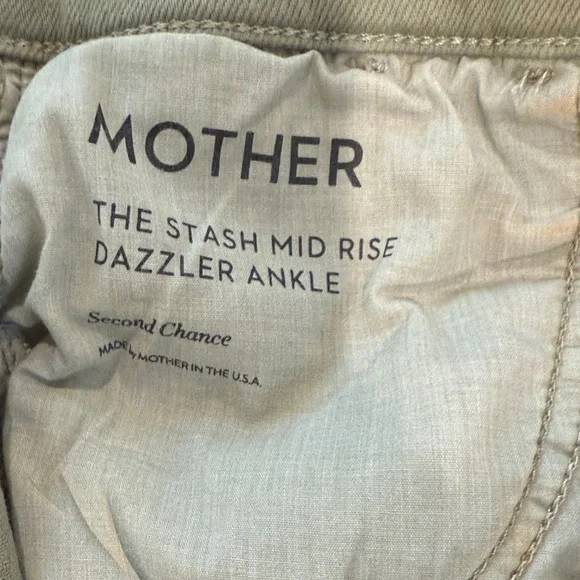 MOTHER
THE STASH MID RISE
DAZZLER ANKLE
Second Chance
MADE by MOTHER IN THE U.S.A.